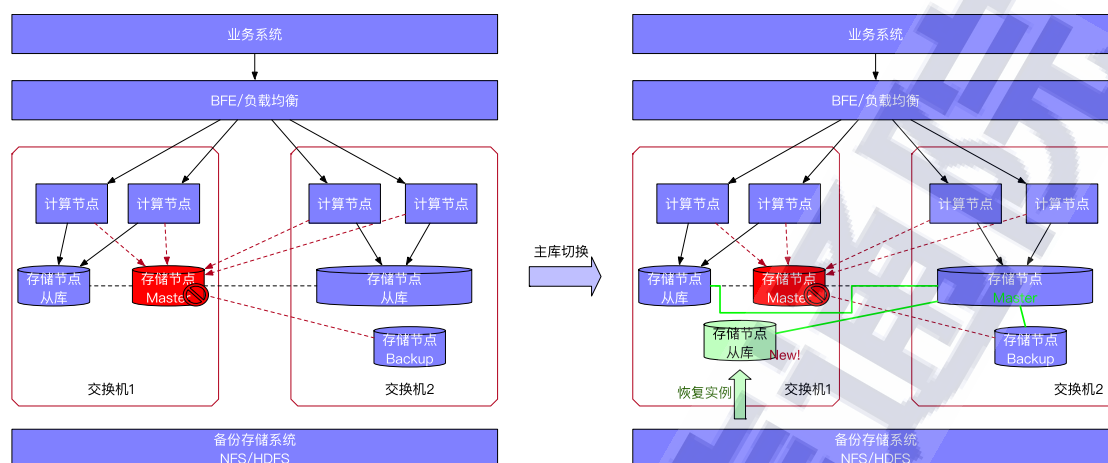 业务系统
BFE/负载均衡
计算节点
计算节点
计算节点
计算节点
存储节点
从库
存储节点
Master
存储节点
从库
存储节点
Backup
交换机1
交换机2
备份存储系统
NFS/HDFS
主库切换
业务系统
BFE/负载均衡
计算节点
计算节点
计算节点
计算节点
存储节点
从库
存储节点
Master
存储节点
Master
存储节点
从库
New!
存储节点
Backup
恢复实例
交换机1
交换机2
备份存储系统
NFS/HDFS